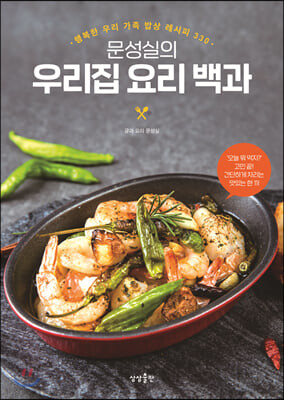 행복한 우리 가족 밥상 레시피 330
문성실의
우리집 요리 백과
글과 요리 문성실
'오늘 뭐 먹지?'
고민 끝!
간단하게 차리는
맛있는 한 끼
상상출판